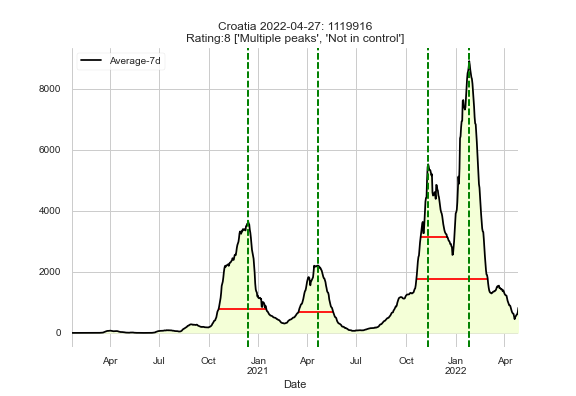 Croatia 2022-04-27: 1119916
Rating:8 ['Multiple peaks', 'Not in control']
Average-7d
8000
6000
4000
2000
0
Apr
Jul
Oct
Jan
2021
Apr
Jul
Oct
Jan
2022
Apr
Date